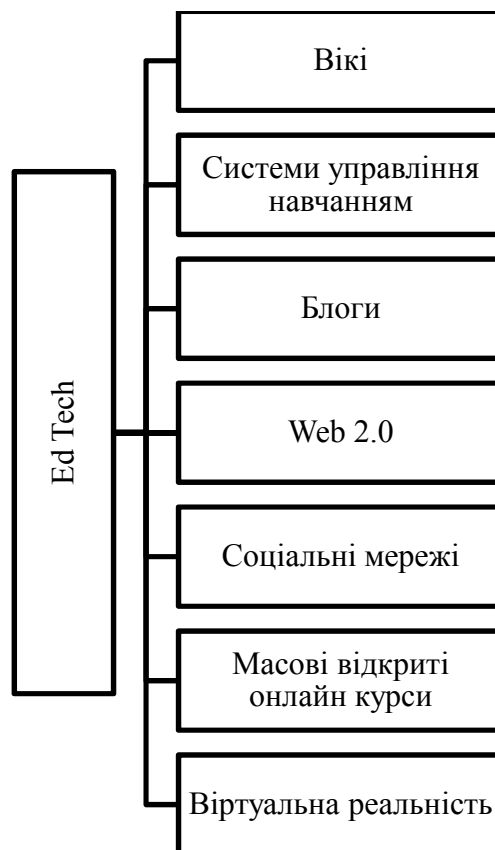 Ed Tech
Вікі
Системи управління
навчанням
Блоги
Web 2.0
Соціальні мережі
Масові відкриті
онлайн курси
Віртуальна реальність